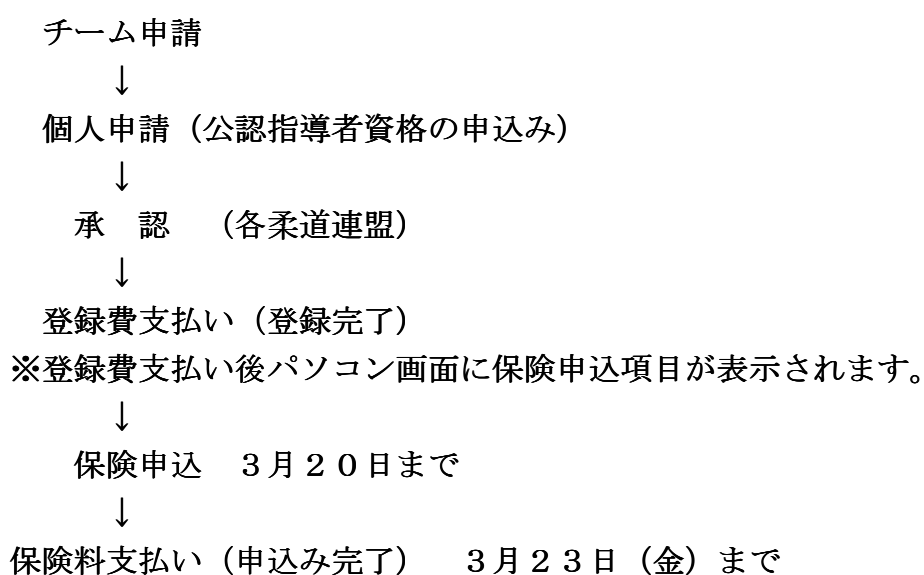 チーム申請
↓
個人申請（公認指導者資格の申込み）
↓
承　認　（各柔道連盟）
↓
登録費支払い（登録完了）
※登録費支払い後パソコン画面に保険申込項目が表示されます。
↓
保険申込　３月２０日まで
↓
保険料支払い（申込み完了）　３月２３日（金）まで